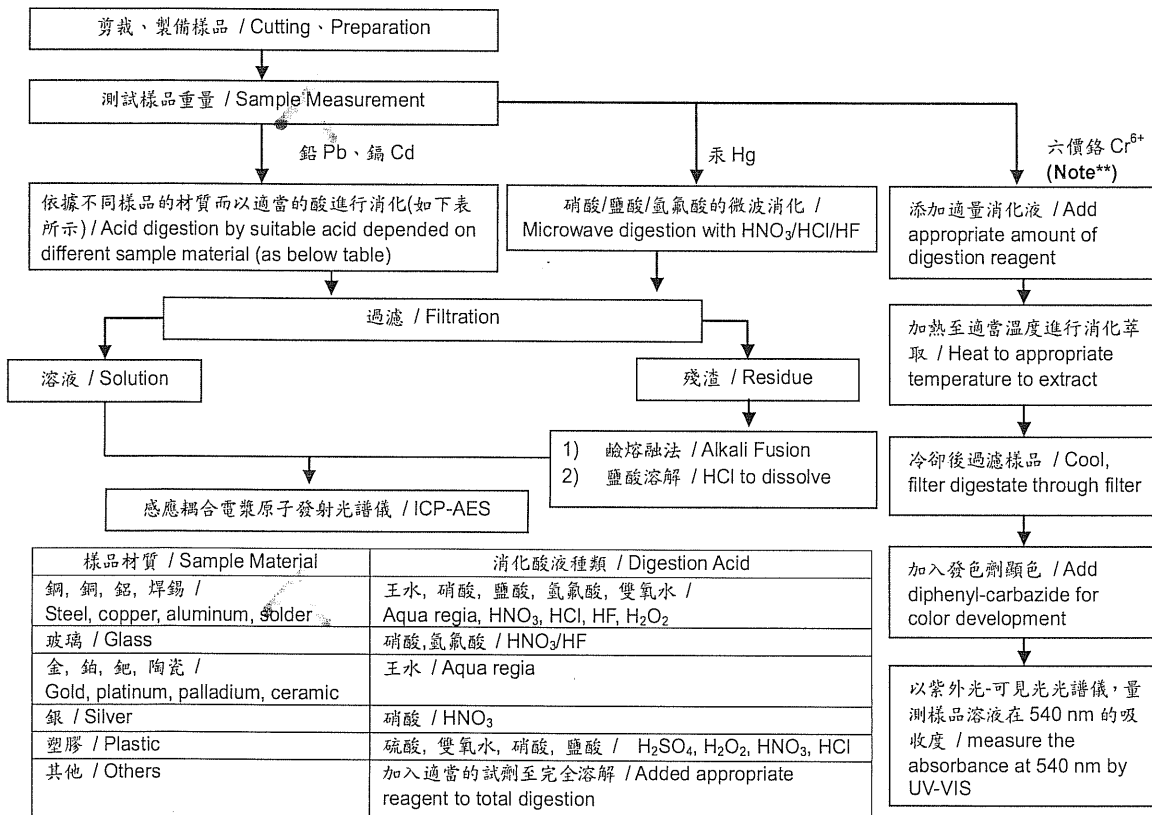 剪裁、製備樣品 / Cutting、Preparation
測試樣品重量 / Sample Measurement
鉛 Pb、鎘 Cd
汞 Hg
六價鉻 Cr⁶⁺
(Note**)
依據不同樣品的材質而以適當的酸進行消化(如下表
所示) / Acid digestion by suitable acid depended on
different sample material (as below table)
硝酸/鹽酸/氫氟酸的微波消化 /
Microwave digestion with HNO₃/HCl/HF
添加適量消化液 / Add
appropriate amount of
digestion reagent
過濾 / Filtration
加熱至適當溫度進行消化萃
取 / Heat to appropriate
temperature to extract
溶液 / Solution
殘渣 / Residue
1) 鹼熔融法 / Alkali Fusion
2) 鹽酸溶解 / HCl to dissolve
冷卻後過濾樣品 / Cool,
filter digestate through filter
感應耦合電漿原子發射光譜儀 / ICP-AES
加入發色劑顯色 / Add
diphenyl-carbazide for
color development
以紫外光-可見光光譜儀,量
測樣品溶液在 540 nm 的吸
收度 / measure the
absorbance at 540 nm by
UV-VIS
樣品材質 / Sample Material
消化酸液種類 / Digestion Acid
鋼, 銅, 鋁, 焊錫 /
Steel, copper, aluminum, solder
王水, 硝酸, 鹽酸, 氫氟酸, 雙氧水 /
Aqua regia, HNO₃, HCl, HF, H₂O₂
玻璃 / Glass
硝酸,氫氟酸 / HNO₃/HF
金, 鉑, 鈀, 陶瓷 /
Gold, platinum, palladium, ceramic
王水 / Aqua regia
銀 / Silver
硝酸 / HNO₃
塑膠 / Plastic
硫酸, 雙氧水, 硝酸, 鹽酸 / H₂SO₄, H₂O₂, HNO₃, HCl
其他 / Others
加入適當的試劑至完全溶解 / Added appropriate
reagent to total digestion